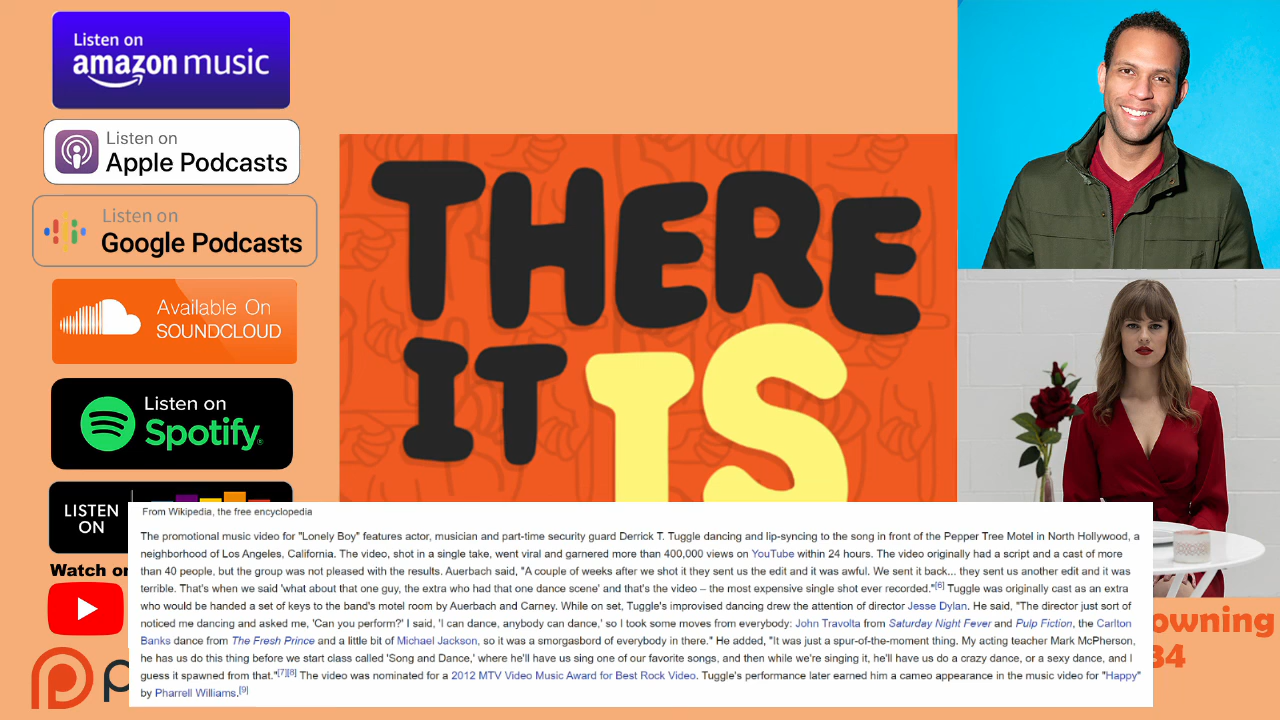 Listen on
amazon music
Listen on
Apple Podcasts
Listen on
Google Podcasts
Available On
SOUNDCLOUD
Listen on
Spotify
LISTEN
ON
Watch on
THERE
IT IS
owning
34
From Wikipedia, the free encyclopedia
The promotional music video for "Lonely Boy" features actor, musician and part-time security guard Derrick T. Tuggle dancing and lip-syncing to the song in front of the Pepper Tree Motel in North Hollywood, a
neighborhood of Los Angeles, California. The video, shot in a single take, went viral and garnered more than 400,000 views on YouTube within 24 hours. The video originally had a script and a cast of more
than 40 people, but the group was not pleased with the results. Auerbach said, "A couple of weeks after we shot it they sent us the edit and it was awful. We sent it back... they sent us another edit and it was
terrible. That's when we said 'what about that one guy, the extra who had that one dance scene' and that's the video – the most expensive single shot ever recorded."[6] Tuggle was originally cast as an extra
who would be handed a set of keys to the band's motel room by Auerbach and Carney. While on set, Tuggle's improvised dancing drew the attention of director Jesse Dylan. He said, "The director just sort of
noticed me dancing and asked me, 'Can you perform?' I said, 'I can dance, anybody can dance,' so I took some moves from everybody: John Travolta from Saturday Night Fever and Pulp Fiction, the Carlton
Banks dance from The Fresh Prince and a little bit of Michael Jackson, so it was a smorgasbord of everybody in there." He added, "It was just a spur-of-the-moment thing. My acting teacher Mark McPherson,
he has us do this thing before we start class called 'Song and Dance,' where he'll have us sing one of our favorite songs, and then while we're singing it, he'll have us do a crazy dance, or a sexy dance, and I
guess it spawned from that."[7][8] The video was nominated for a 2012 MTV Video Music Award for Best Rock Video. Tuggle's performance later earned him a cameo appearance in the music video for "Happy"
by Pharrell Williams.[9]